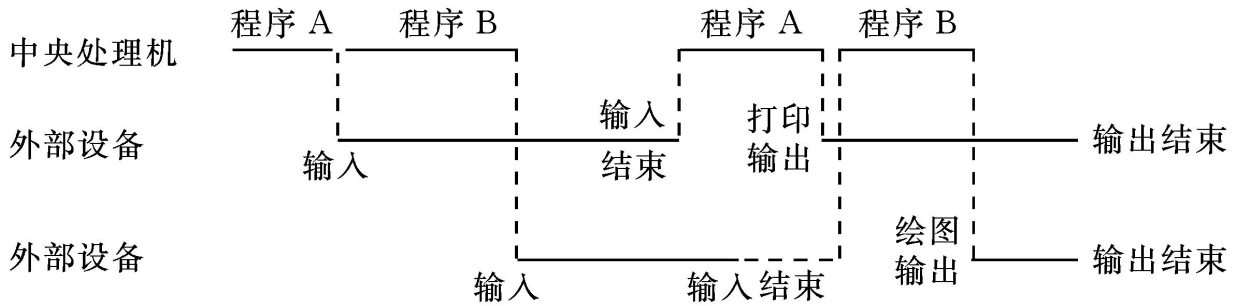 程序 A 程序 B 程序 A 程序 B
中央处理机
输入 打印
外部设备 输出结束
输入 结束 输出
绘图
外部设备 输出 输出结束
输入 输入结束